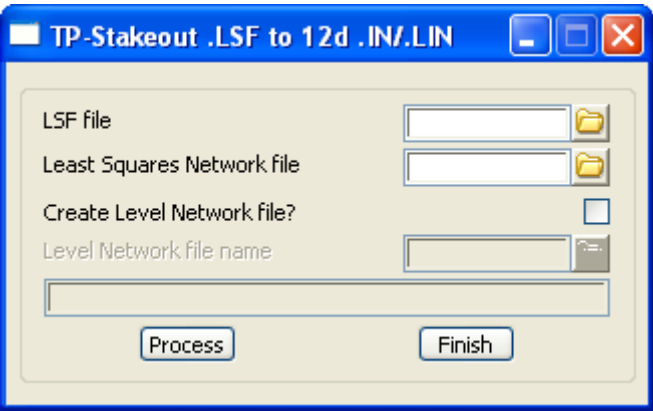 TP-Stakeout .LSF to 12d .IN/.LIN
LSF file
Least Squares Network file
Create Level Network file?
Level Network file name
Process Finish